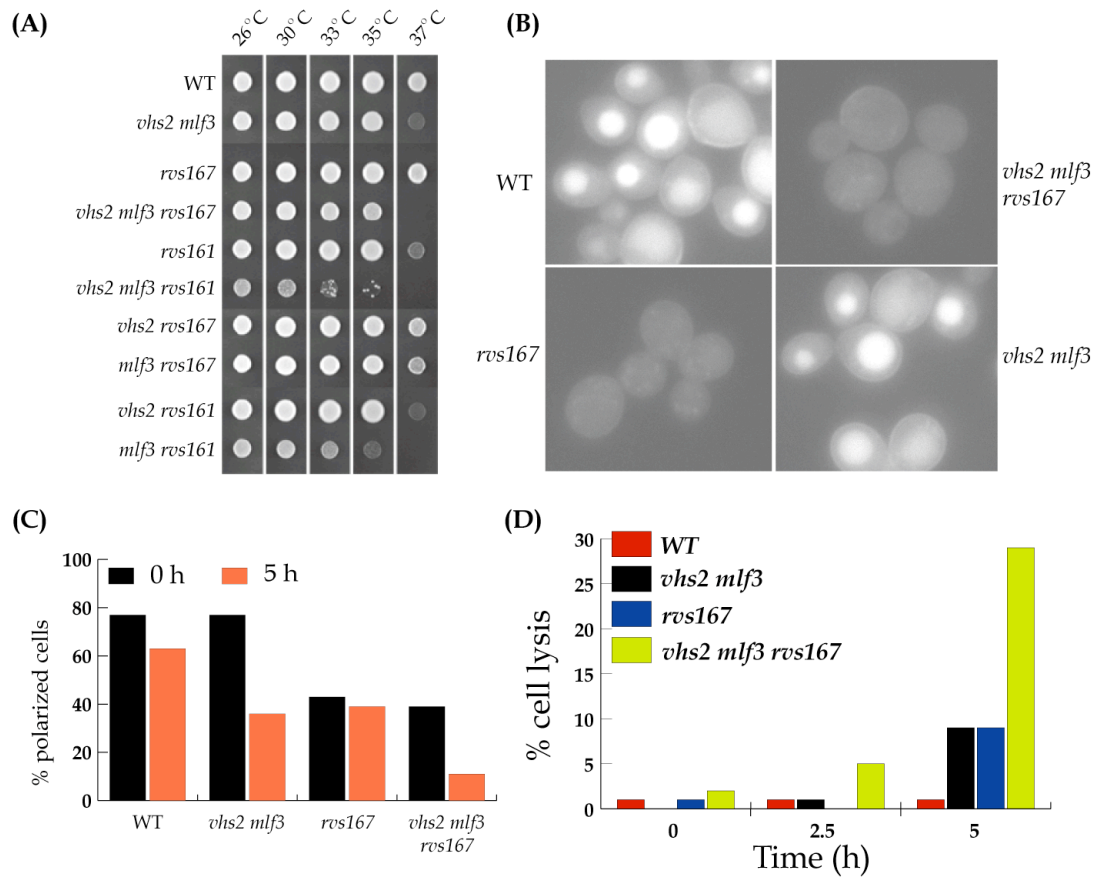 (A)
26°C 30°C 33°C 35°C 37°C
WT
vhs2 mlf3
rvs167
vhs2 mlf3 rvs167
rvs161
vhs2 mlf3 rvs161
vhs2 rvs167
mlf3 rvs167
vhs2 rvs161
mlf3 rvs161
(B)
WT
vhs2 mlf3
rvs167
rvs167
vhs2 mlf3
(C)
% polarized cells
100
80
60
40
20
0
0 h 5 h
WT vhs2 mlf3 rvs167 vhs2 mlf3
rvs167
(D)
% cell lysis
30
25
20
15
10
5
0
WT
vhs2 mlf3
rvs167
vhs2 mlf3 rvs167
0 2.5 5
Time (h)